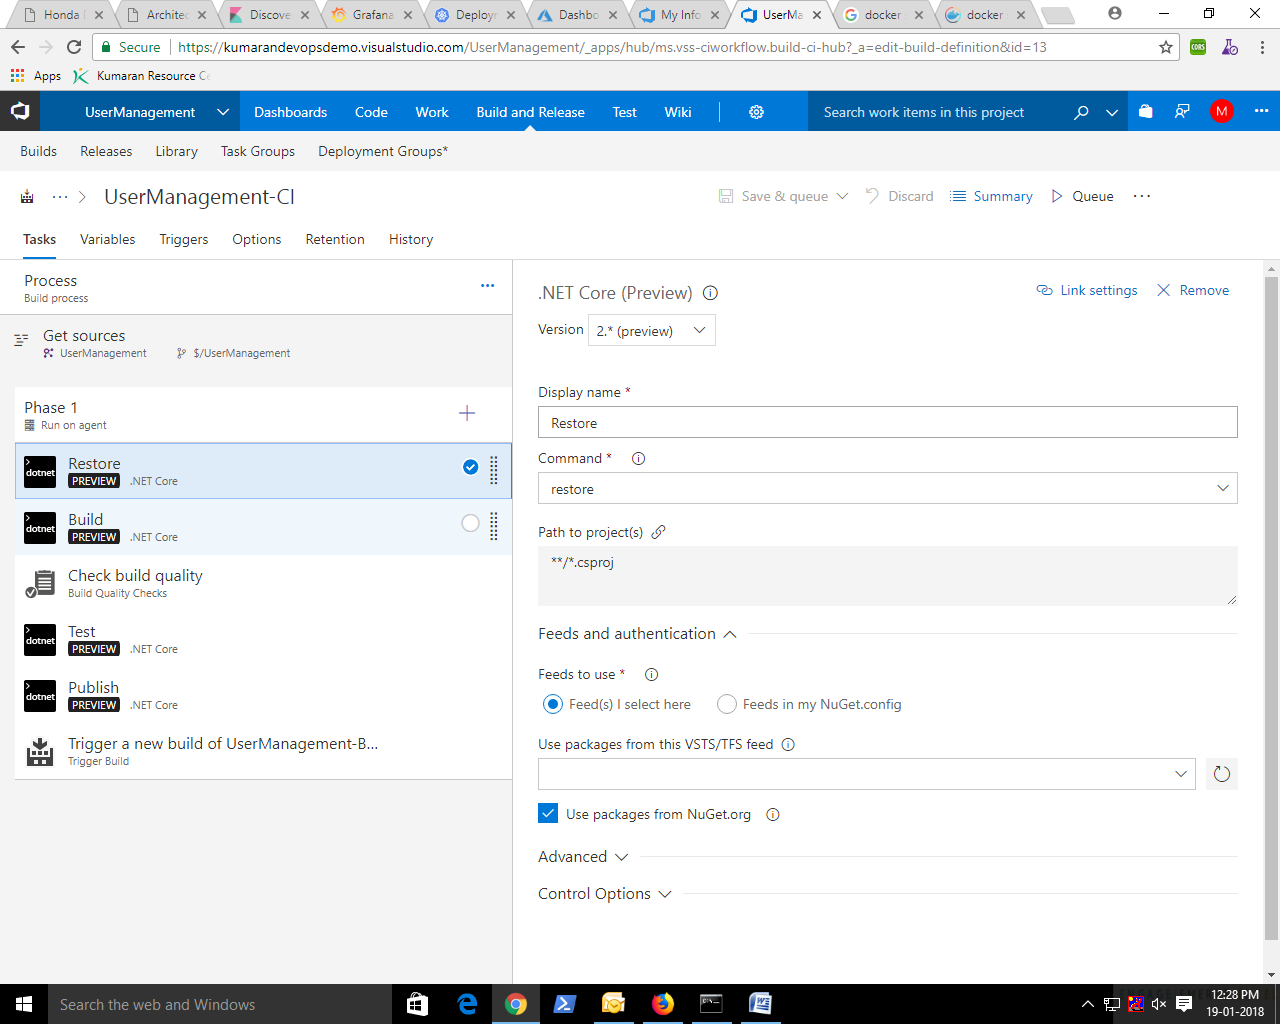 Honda
Architec
Discove
Grafana
Deploym
Dashbo
My Info
UserMa
docker
docker
Secure
https://kumarandevopsdemo.visualstudio.com/UserManagement/_apps/hub/ms.vss-ciworkflow.build-ci-hub?_a=edit-build-definition&id=13
CORS
Apps
Kumaran Resource Ce
UserManagement
Dashboards
Code
Work
Build and Release
Test
Wiki
Search work items in this project
M
Builds
Releases
Library
Task Groups
Deployment Groups*
... > UserManagement-CI
Save & queue
Discard
Summary
Queue
...
Tasks
Variables
Triggers
Options
Retention
History
Process
Build process
...
Get sources
UserManagement
$/UserManagement
Phase 1
Run on agent
dotnet
Restore
PREVIEW .NET Core
dotnet
Build
PREVIEW .NET Core
Check build quality
Build Quality Checks
dotnet
Test
PREVIEW .NET Core
dotnet
Publish
PREVIEW .NET Core
Trigger a new build of UserManagement-B...
Trigger Build
.NET Core (Preview)
Link settings
Remove
Version
2.* (preview)
Display name *
Restore
Command *
restore
Path to project(s)
**/*.csproj
Feeds and authentication
Feeds to use *
Feed(s) I select here
Feeds in my NuGet.config
Use packages from this VSTS/TFS feed
Use packages from NuGet.org
Advanced
Control Options
Search the web and Windows
12:28 PM
19-01-2018